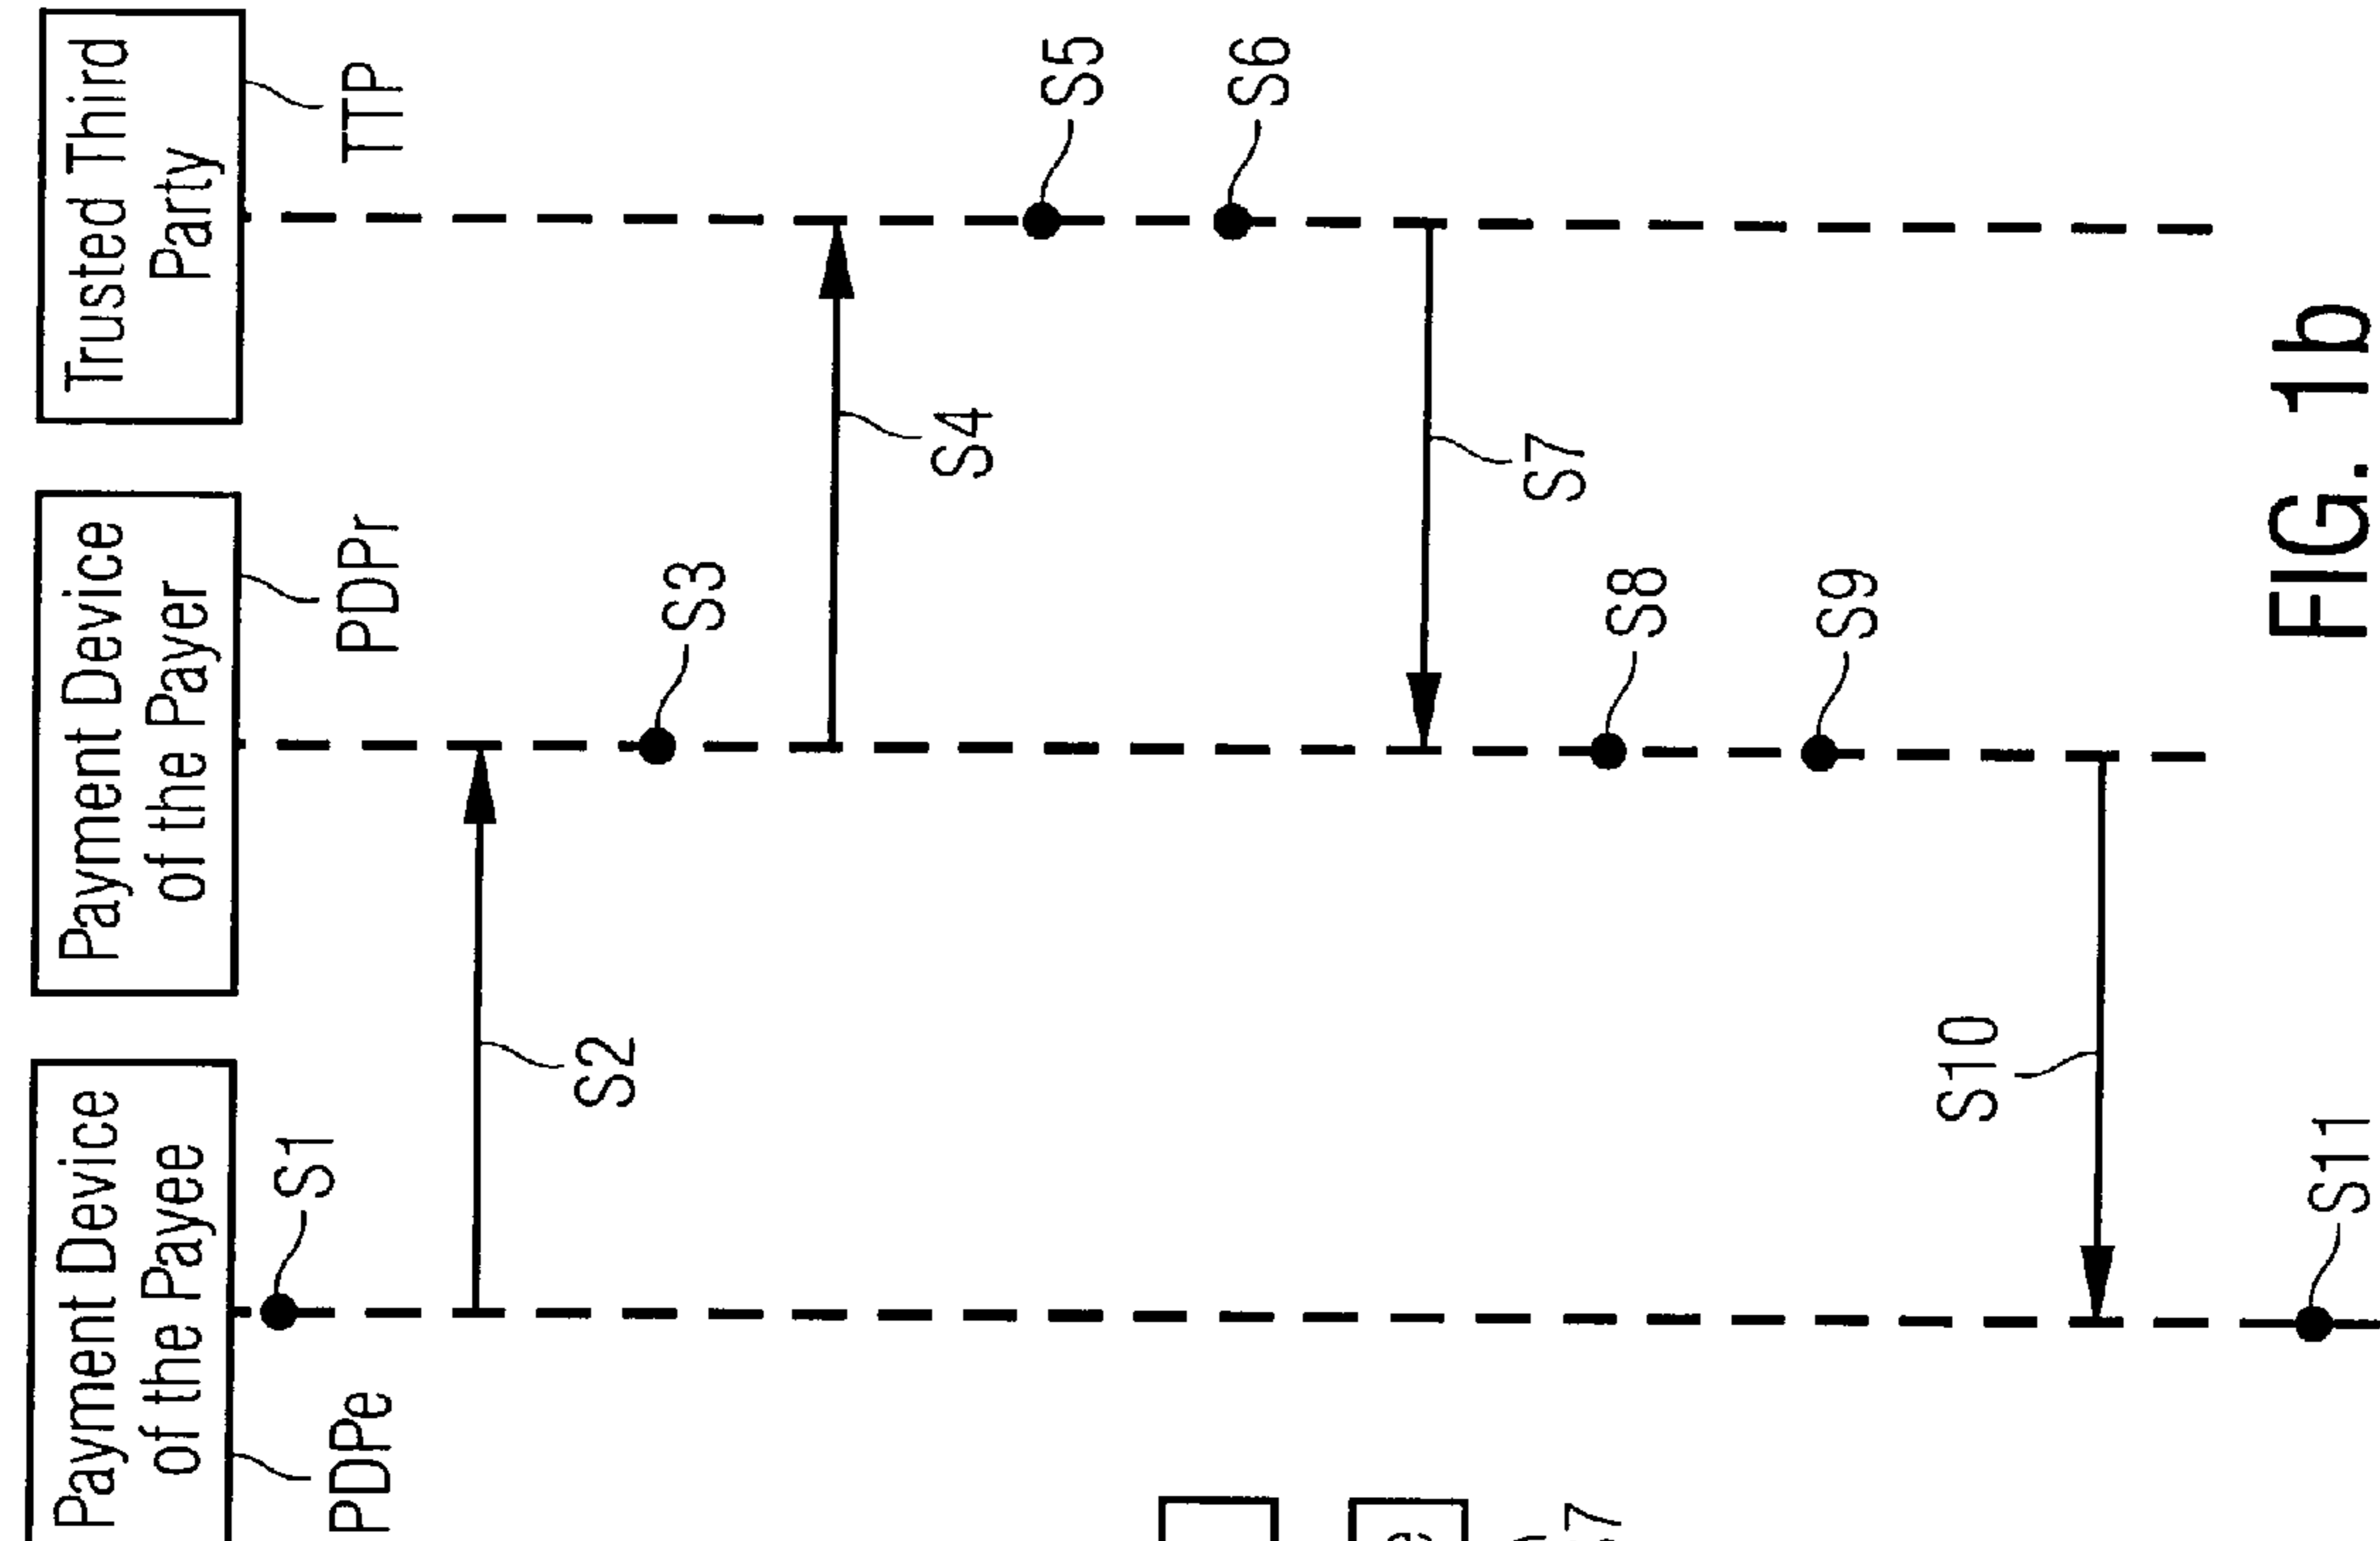 Payment Device
of the Payee
PDPe
Payment Device
of the Payer
PDPr
Trusted Third
Party
TTP
S1
S2
S3
S4
S5
S6
S7
S8
S9
S10
S11
FIG. 1b